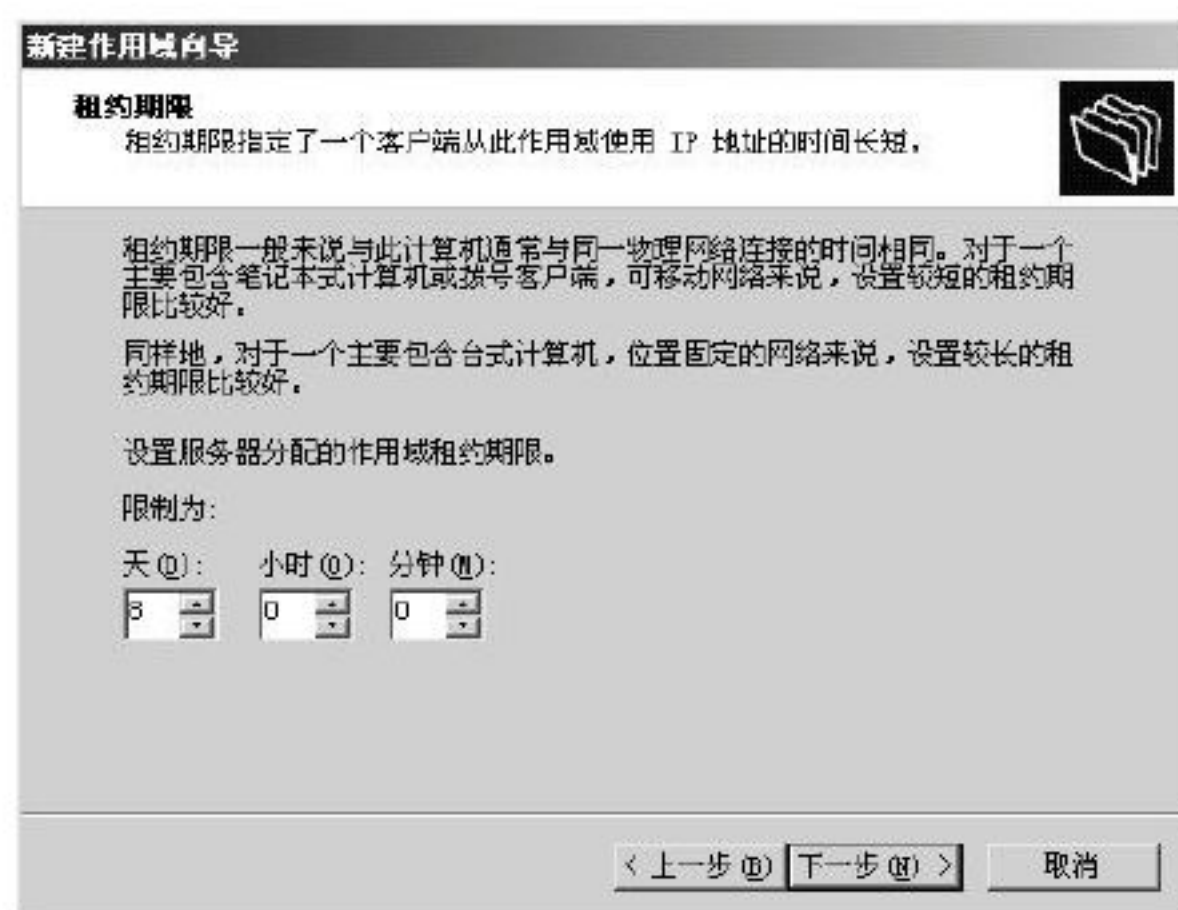 新建作用域向导
租约期限
租约期限指定了一个客户端从此作用域使用 IP 地址的时间长短。
租约期限一般来说与此计算机通常与同一物理网络连接的时间相同。对于一个
主要包含笔记本式计算机或拨号客户端，可移动网络来说，设置较短的租约期
限比较好。
同样地，对于一个主要包含台式计算机，位置固定的网络来说，设置较长的租
约期限比较好。
设置服务器分配的作用域租约期限。
限制为:
天(D): 小时(O): 分钟(M):
8 0 0
< 上一步(B) 下一步(N) > 取消